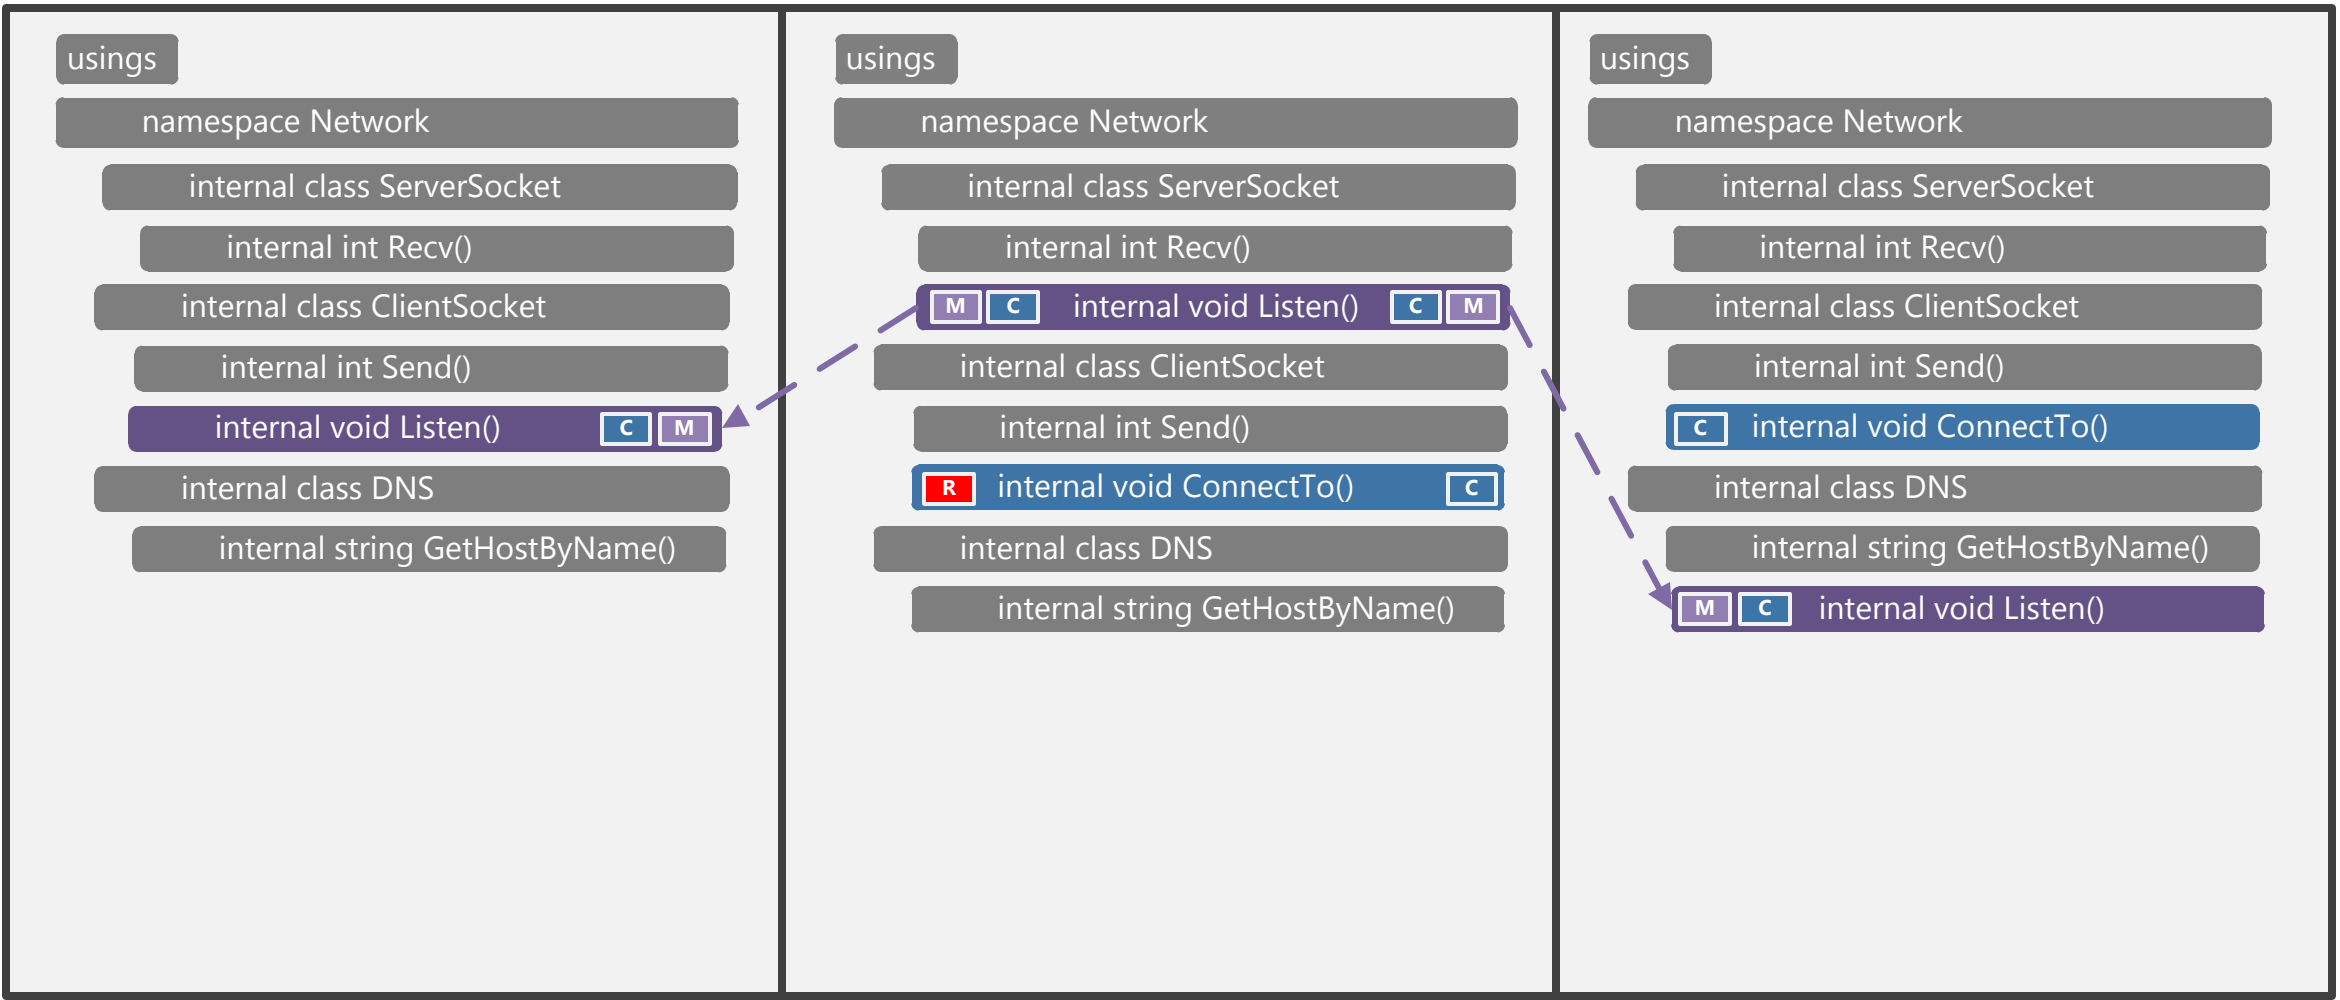 usings
namespace Network
internal class ServerSocket
internal int Recv()
internal class ClientSocket
internal int Send()
internal void Listen() C M
internal class DNS
internal string GetHostByName()
usings
namespace Network
internal class ServerSocket
internal int Recv()
M C internal void Listen() C M
internal class ClientSocket
internal int Send()
R internal void ConnectTo() C
internal class DNS
internal string GetHostByName()
usings
namespace Network
internal class ServerSocket
internal int Recv()
internal class ClientSocket
internal int Send()
C internal void ConnectTo()
internal class DNS
internal string GetHostByName()
M C internal void Listen()